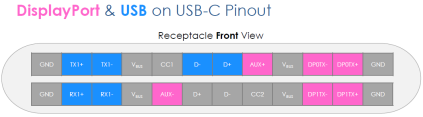 DisplayPort & USB on USB-C Pinout
Receptacle Front View
GND TX1+ TX1- VBUS CC1 D- D+ AUX+ VBUS DP0TX- DP0TX+ GND
GND RX1+ RX1- VBUS AUX- D+ D- CC2 VBUS DP1TX- DP1TX+ GND